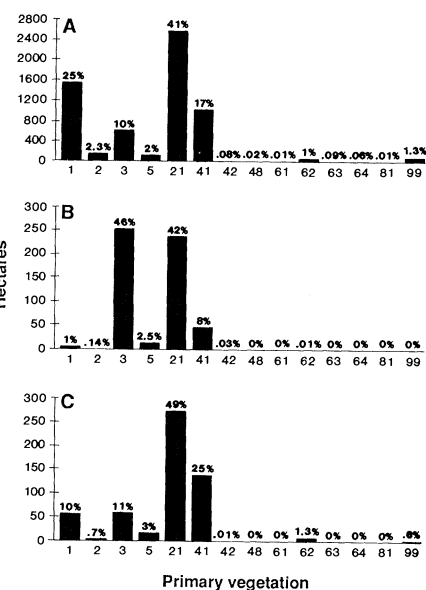 A
2800
2400
2000
1600
1200
800
400
0
25% 2.3% 10% 2% 41% 17% .08% .02% .01% 1% .09% .06% .01% 1.3%
1 2 3 5 21 41 42 48 61 62 63 64 81 99
B
300
250
200
150
100
50
0
1% .14% 46% 2.5% 42% 8% .03% 0% 0% .01% 0% 0% 0% 0%
1 2 3 5 21 41 42 48 61 62 63 64 81 99
Hectares
C
300
250
200
150
100
50
0
10% .7% 11% 3% 49% 25% .01% 0% 0% 1.3% 0% 0% 0% .6%
1 2 3 5 21 41 42 48 61 62 63 64 81 99
Primary vegetation